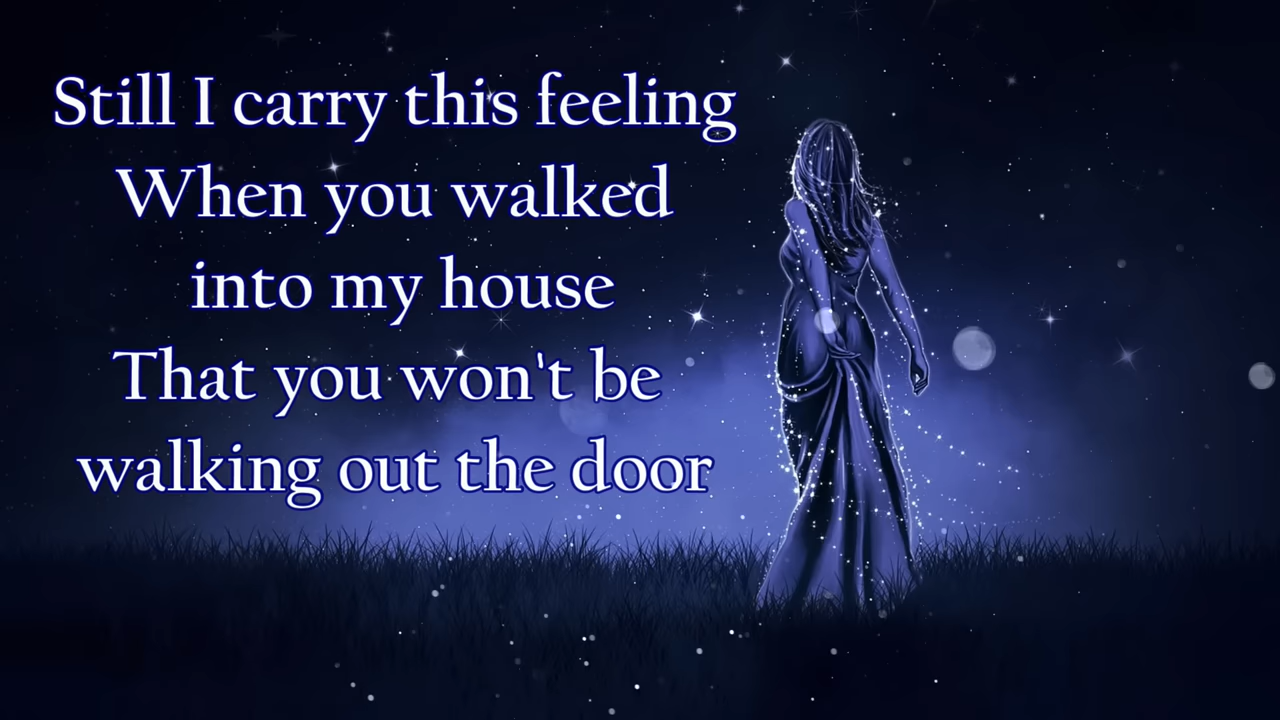 Still I carry this feeling
When you walked
into my house
That you won't be
walking out the door